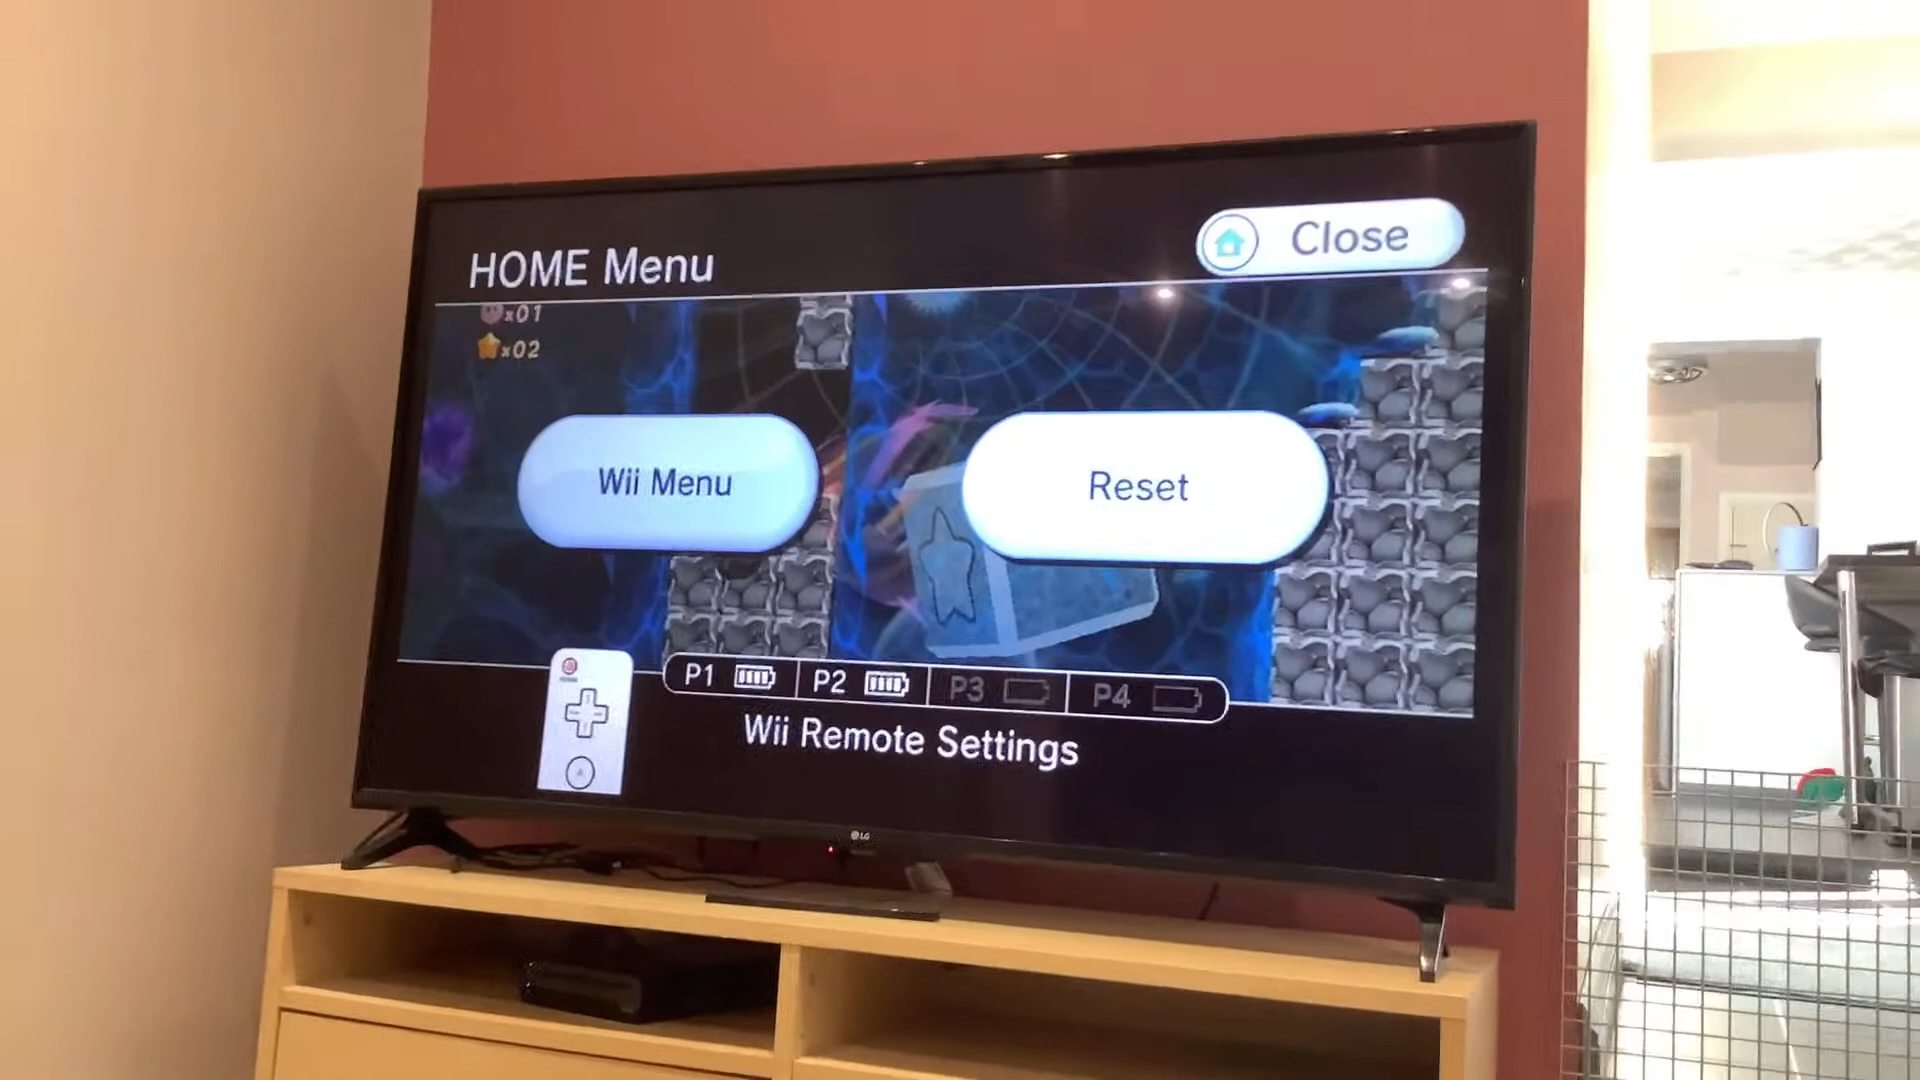 HOME Menu
Close
x01
x02
Wii Menu
Reset
P1 P2 P3 P4
Wii Remote Settings
A
LG